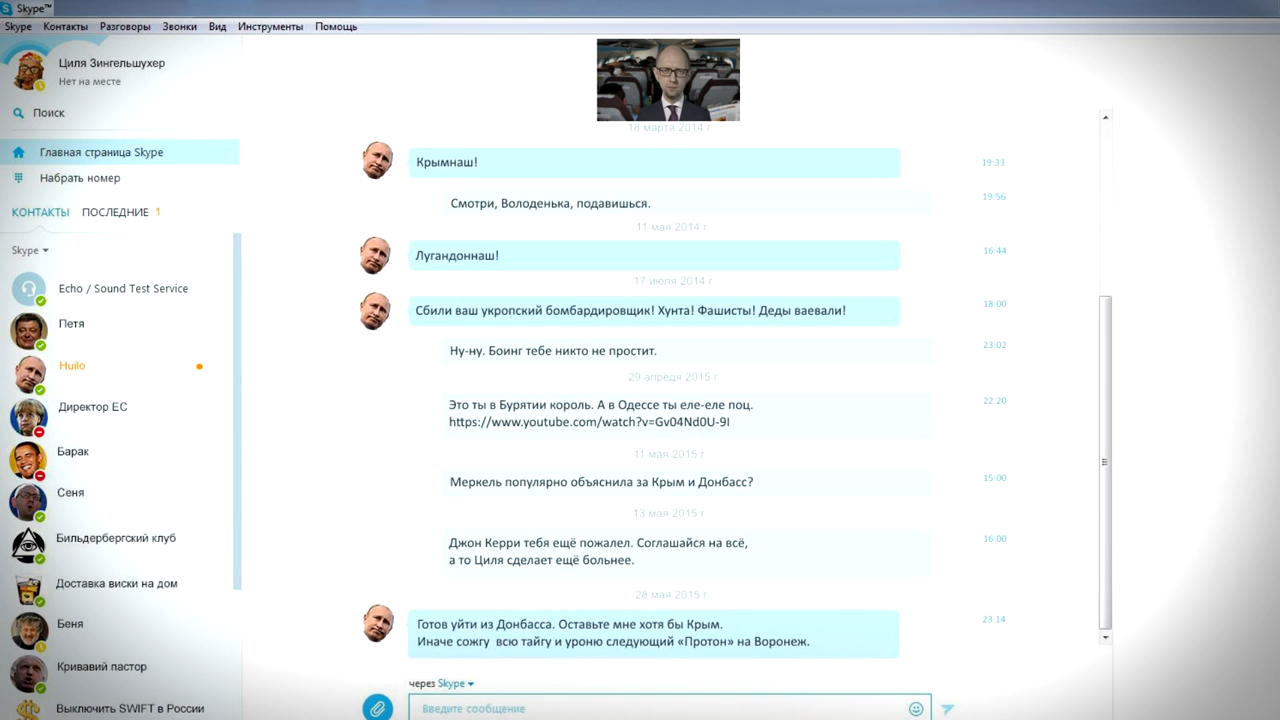 Skype™
Skype Контакты Разговоры Звонки Вид Инструменты Помощь
Циля Зингельшухер
Нет на месте
Поиск
Главная страница Skype
Набрать номер
КОНТАКТЫ ПОСЛЕДНИЕ 1
Skype
Echo / Sound Test Service
Петя
Huilo
Директор ЕС
Барак
Сеня
Бильдербергский клуб
Доставка виски на дом
Беня
Кривавий пастор
Выключить SWIFT в России
18 марта 2014 г
Крымнаш!
19:33
Смотри, Володенька, подавишься.
19:56
11 мая 2014 г
Лугандоннаш!
16:44
17 июля 2014 г
Сбили ваш укропский бомбардировщик! Хунта! Фашисты! Деды ваевали!
18:00
Ну-ну. Боинг тебе никто не простит.
23:02
29 апредя 2015 г
Это ты в Бурятии король. А в Одессе ты еле-еле поц.
https://www.youtube.com/watch?v=Gv04Nd0U-9I
22:20
11 мая 2015 г
Меркель популярно объяснила за Крым и Донбасс?
15:00
13 мая 2015 г
Джон Керри тебя ещё пожалел. Соглашайся на всё,
а то Циля сделает ещё больнее.
16:00
28 мая 2015 г
Готов уйти из Донбасса. Оставьте мне хотя бы Крым.
Иначе сожгу всю тайгу и уроню следующий «Протон» на Воронеж.
23:14
через Skype
Введите сообщение